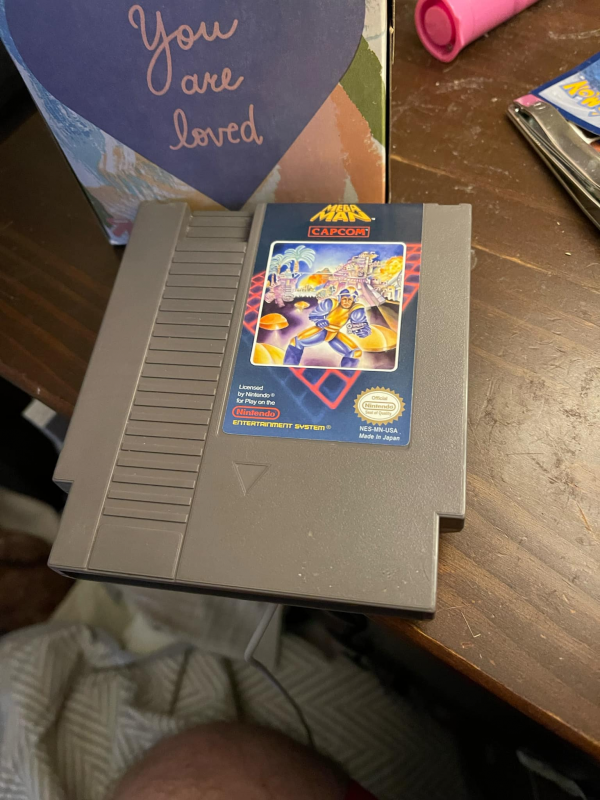 You
are
loved
MEGA
MAN™
CAPCOM®
Licensed
by Nintendo®
for Play on the
Nintendo
ENTERTAINMENT SYSTEM®
Official
Nintendo
Seal of Quality
NES-MN-USA
Made in Japan